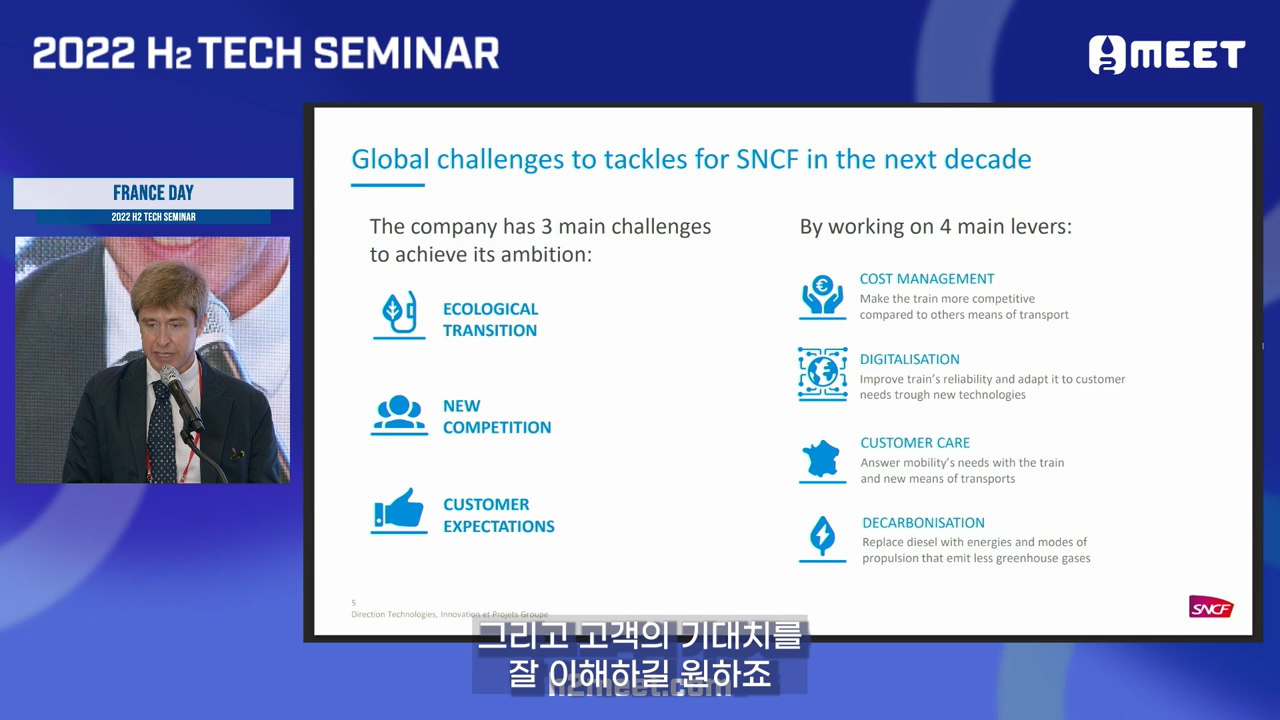 2022 H2 TECH SEMINAR
H2 MEET
FRANCE DAY
2022 H2 TECH SEMINAR
Global challenges to tackles for SNCF in the next decade
The company has 3 main challenges
to achieve its ambition:
ECOLOGICAL
TRANSITION
NEW
COMPETITION
CUSTOMER
EXPECTATIONS
By working on 4 main levers:
COST MANAGEMENT
Make the train more competitive
compared to others means of transport
DIGITALISATION
Improve train's reliability and adapt it to customer
needs trough new technologies
CUSTOMER CARE
Answer mobility's needs with the train
and new means of transports
DECARBONISATION
Replace diesel with energies and modes of
propulsion that emit less greenhouse gases
5
Direction Technologies, Innovation et Projets Groupe
SNCF
그리고 고객의 기대치를
잘 이해하길 원하죠
h2meet.com